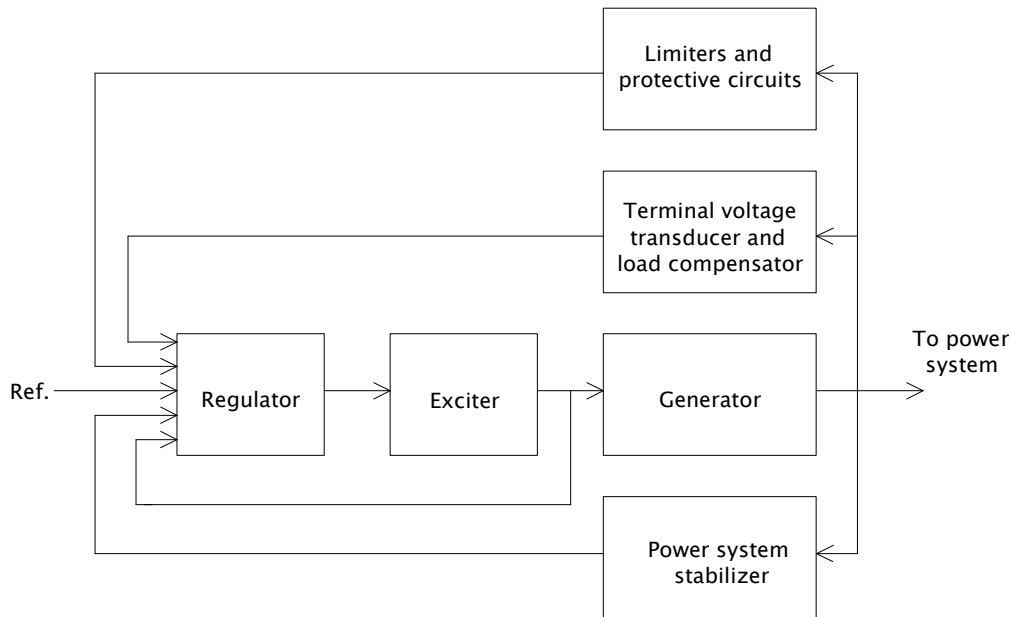 Limiters and
protective circuits
Terminal voltage
transducer and
load compensator
To power
system
Ref.
Regulator
Exciter
Generator
Power system
stabilizer